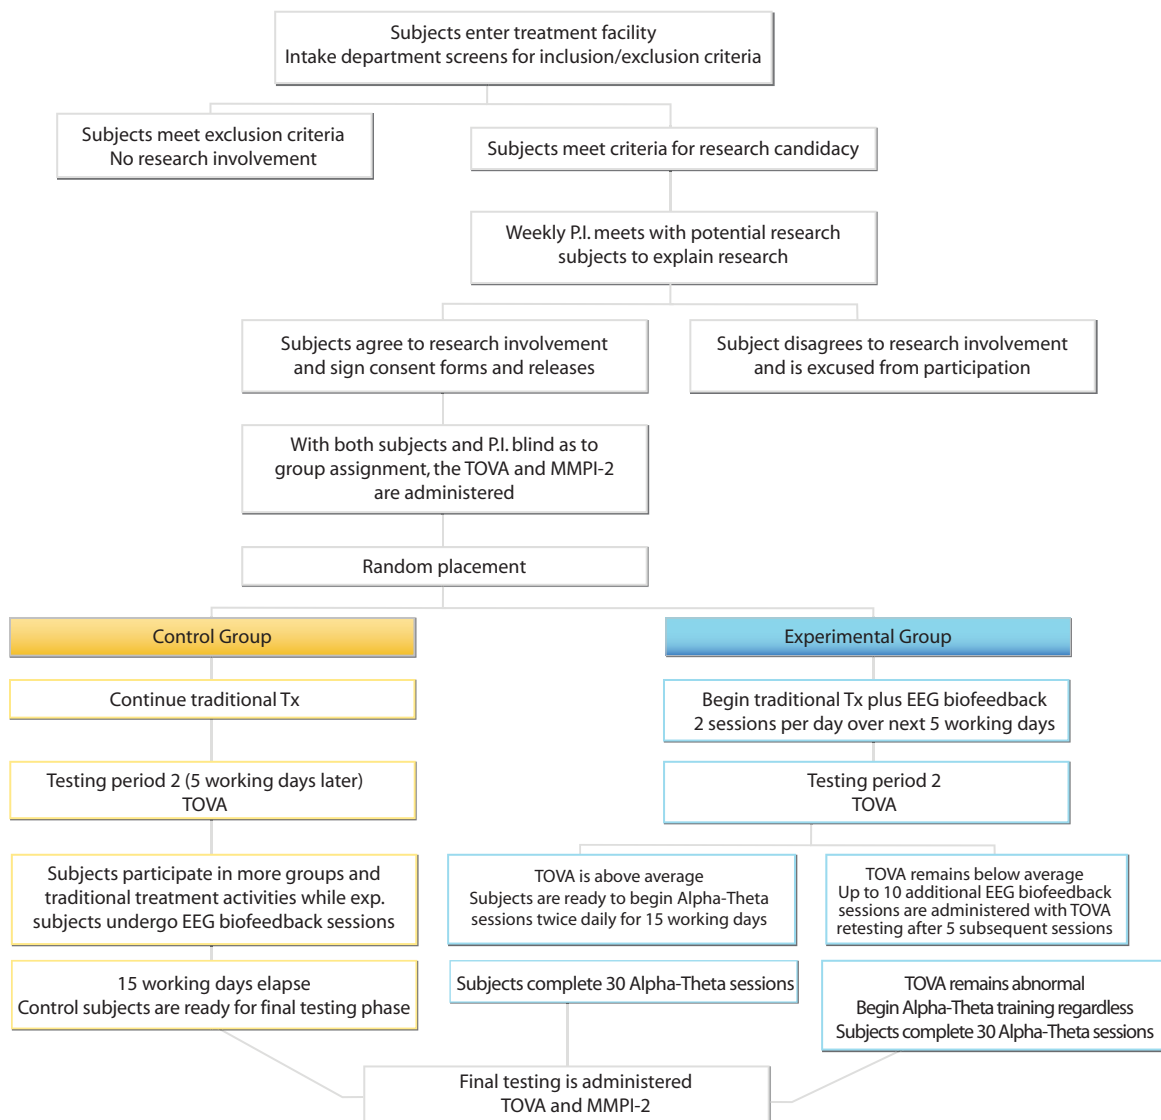 Subjects enter treatment facility
Intake department screens for inclusion/exclusion criteria
Subjects meet exclusion criteria
No research involvement
Subjects meet criteria for research candidacy
Weekly P.I. meets with potential research
subjects to explain research
Subjects agree to research involvement
and sign consent forms and releases
Subject disagrees to research involvement
and is excused from participation
With both subjects and P.I. blind as to
group assignment, the TOVA and MMPI-2
are administered
Random placement
Control Group
Experimental Group
Continue traditional Tx
Begin traditional Tx plus EEG biofeedback
2 sessions per day over next 5 working days
Testing period 2 (5 working days later)
TOVA
Testing period 2
TOVA
Subjects participate in more groups and
traditional treatment activities while exp.
subjects undergo EEG biofeedback sessions
TOVA is above average
Subjects are ready to begin Alpha-Theta
sessions twice daily for 15 working days
TOVA remains below average
Up to 10 additional EEG biofeedback
sessions are administered with TOVA
retesting after 5 subsequent sessions
15 working days elapse
Control subjects are ready for final testing phase
Subjects complete 30 Alpha-Theta sessions
TOVA remains abnormal
Begin Alpha-Theta training regardless
Subjects complete 30 Alpha-Theta sessions
Final testing is administered
TOVA and MMPI-2